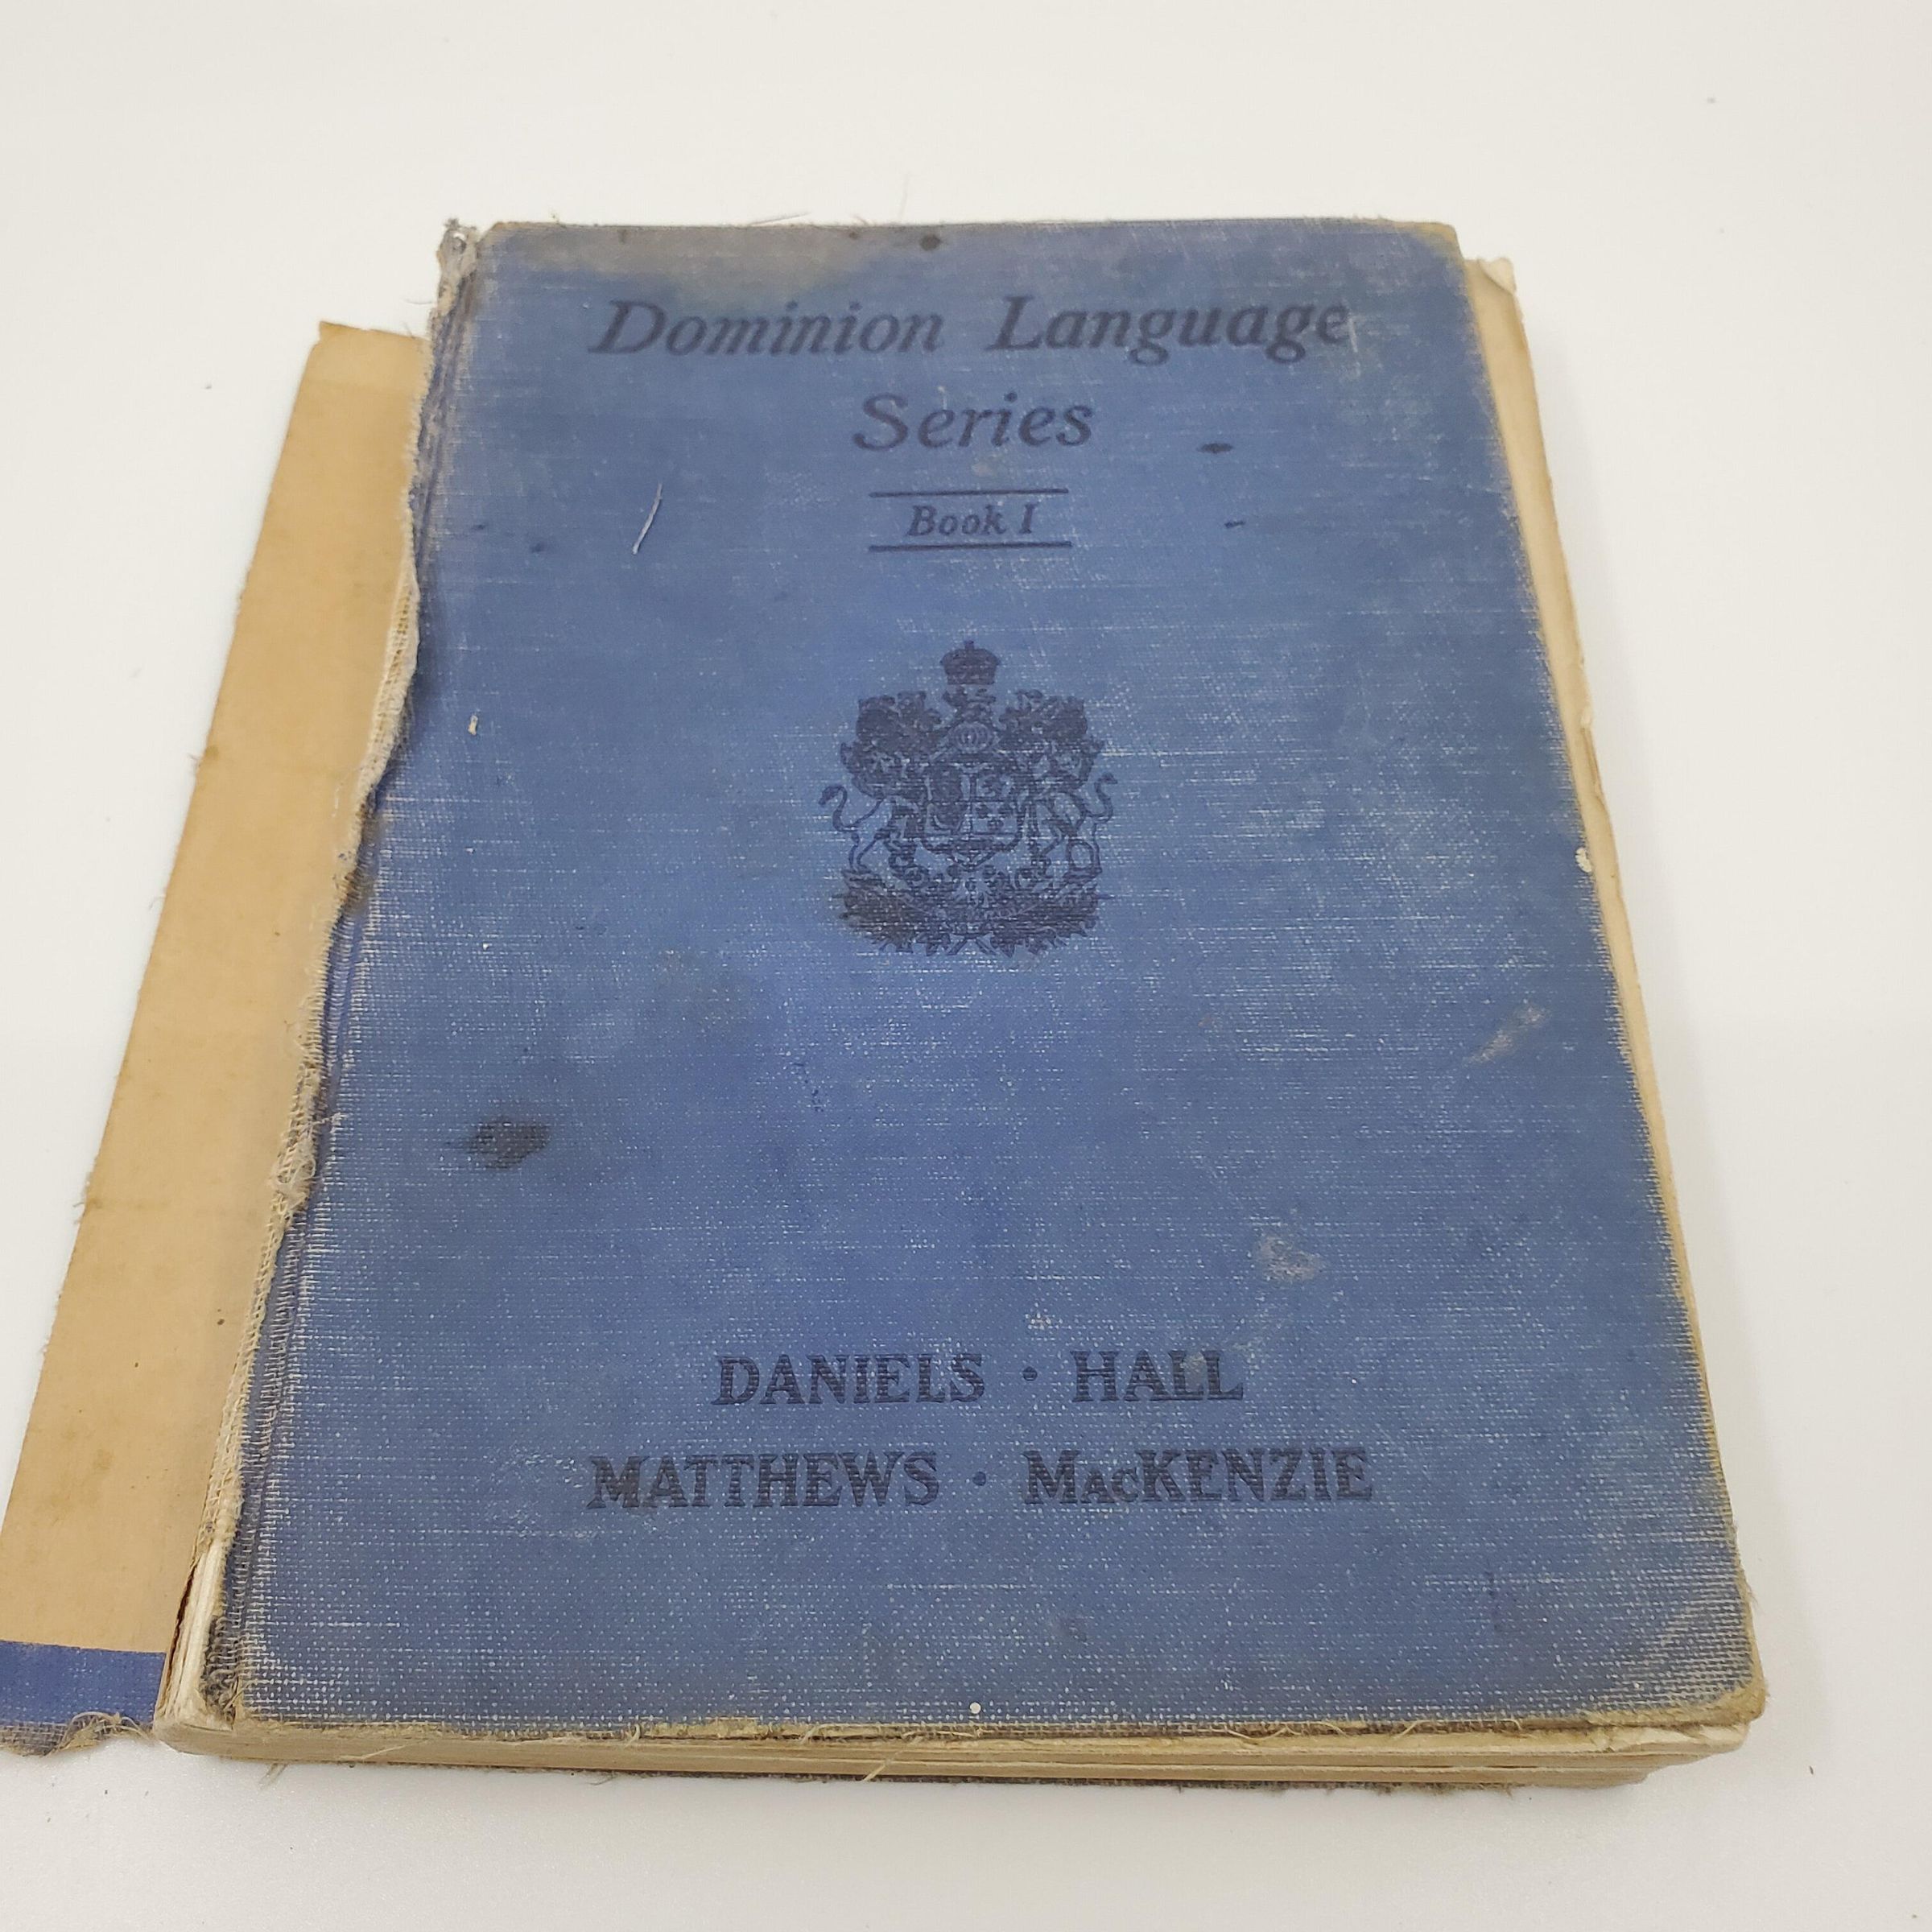 Dominion Language
Series
Book I
DANIELS · HALL
MATTHEWS · MacKENZIE